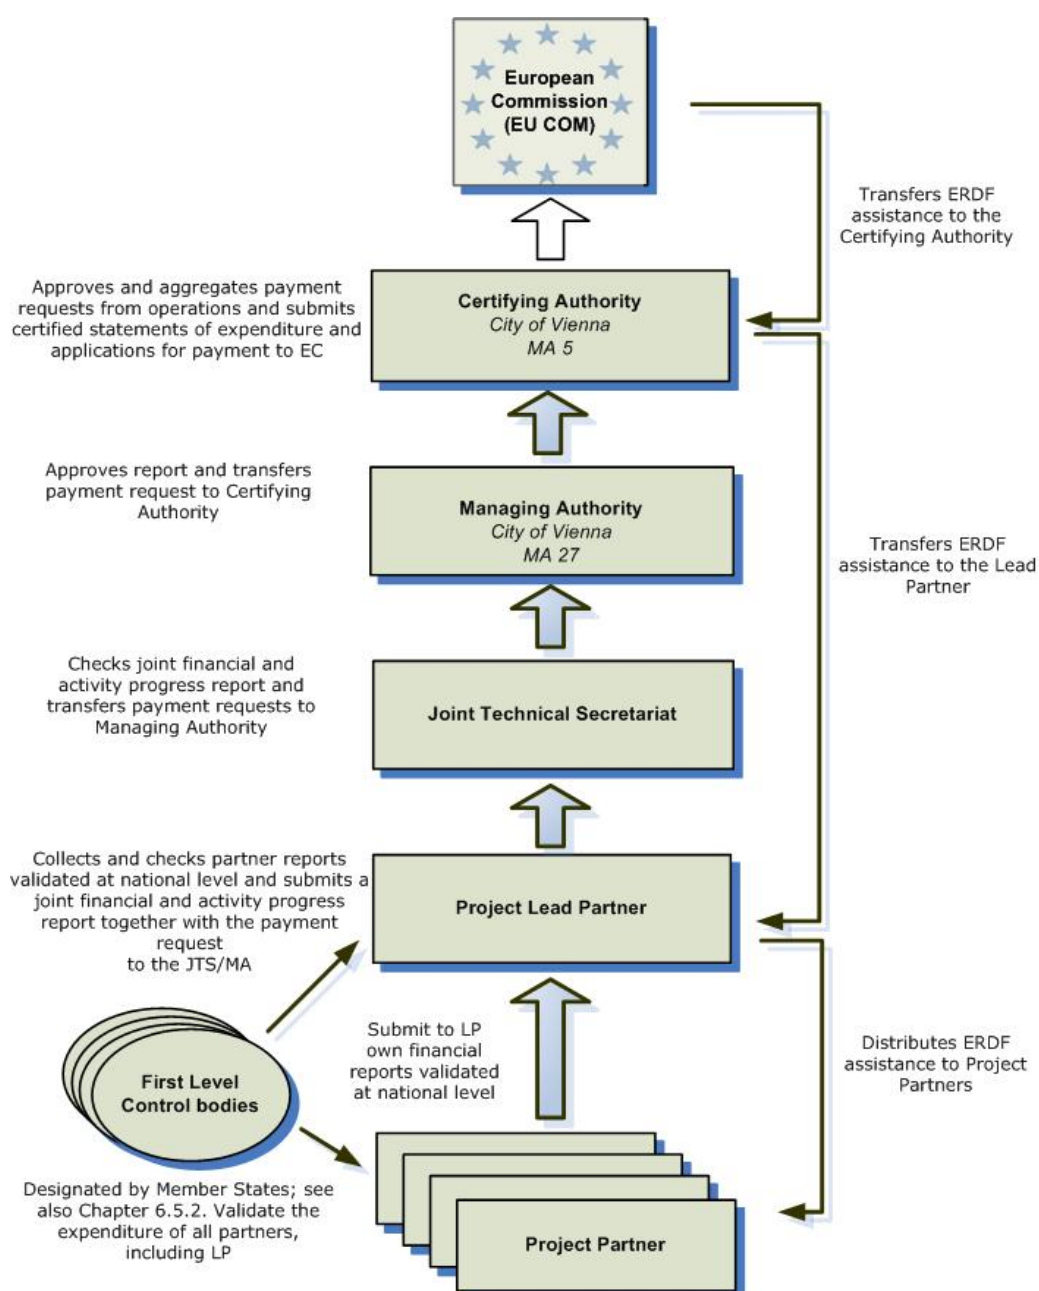 European
Commission
(EU COM)
Transfers ERDF
assistance to the
Certifying Authority
Approves and aggregates payment
requests from operations and submits
certified statements of expenditure and
applications for payment to EC
Certifying Authority
City of Vienna
MA 5
Approves report and transfers
payment request to Certifying
Authority
Managing Authority
City of Vienna
MA 27
Transfers ERDF
assistance to the Lead
Partner
Checks joint financial and
activity progress report and
transfers payment requests to
Managing Authority
Joint Technical Secretariat
Collects and checks partner reports
validated at national level and submits a
joint financial and activity progress
report together with the payment
request
to the JTS/MA
Project Lead Partner
First Level
Control bodies
Submit to LP
own financial
reports validated
at national level
Distributes ERDF
assistance to Project
Partners
Designated by Member States; see
also Chapter 6.5.2. Validate the
expenditure of all partners,
including LP
Project Partner